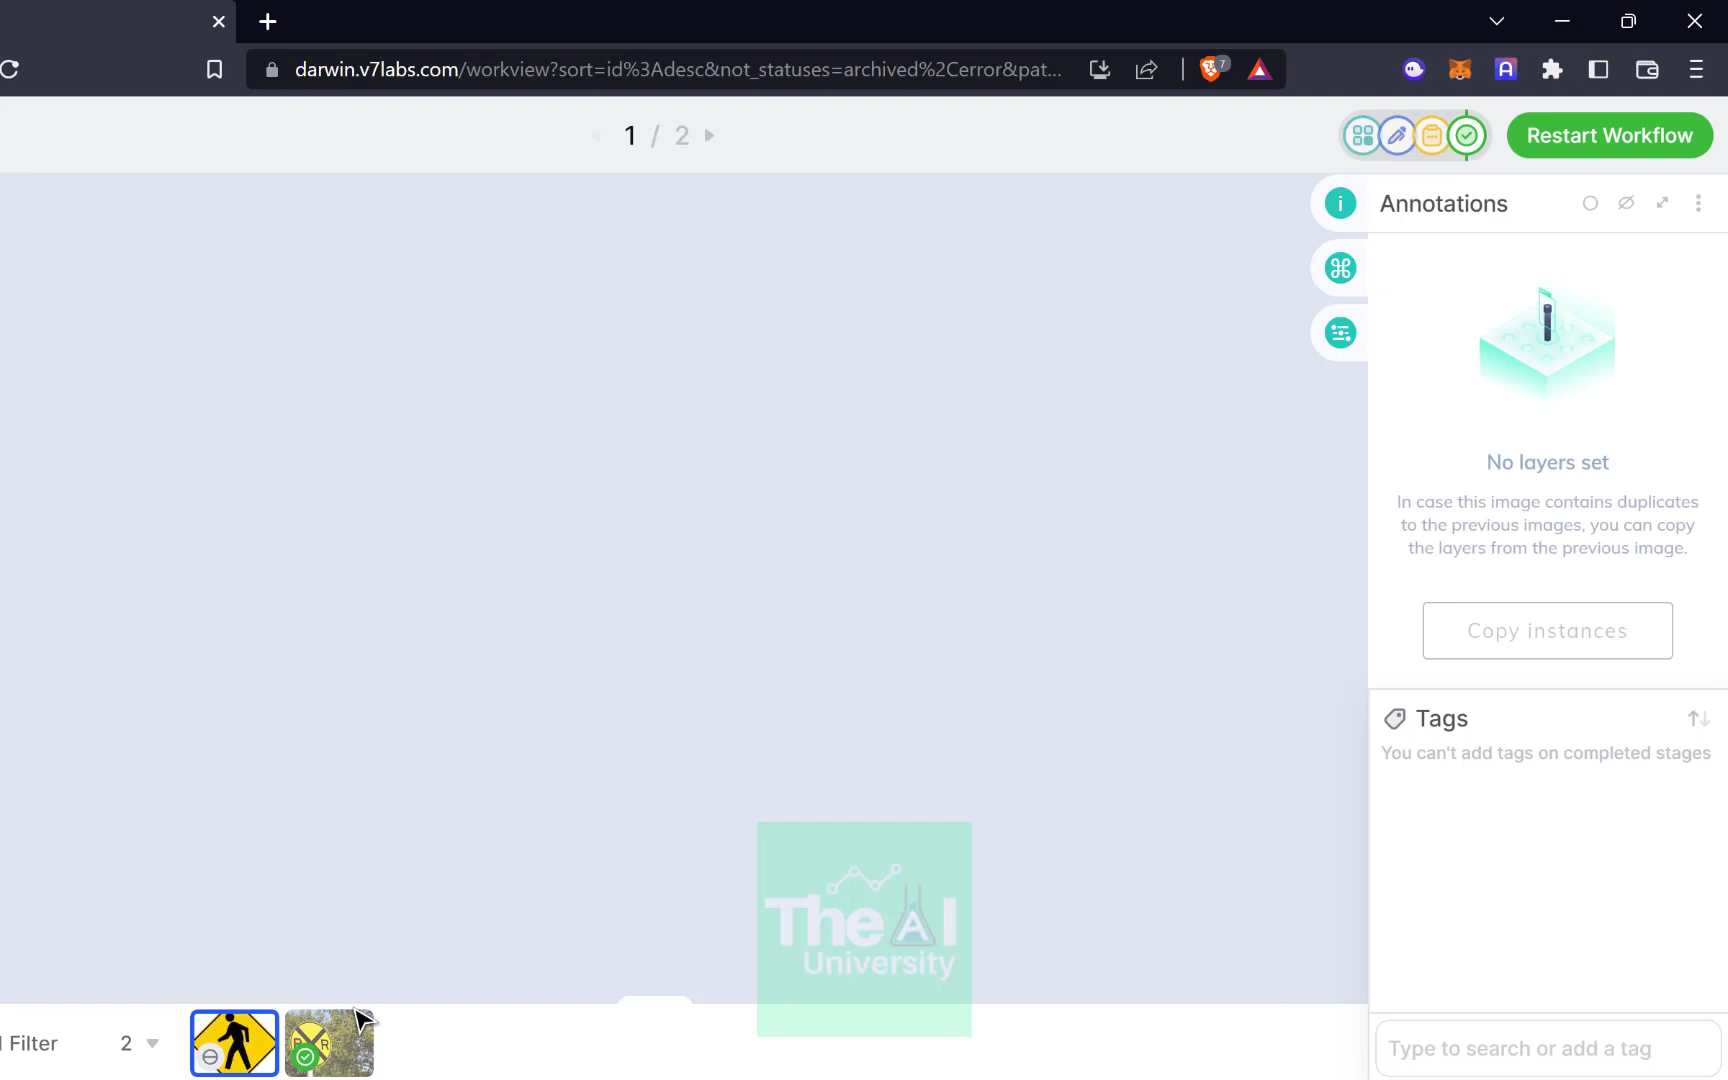 darwin.v7labs.com/workview?sort=id%3Adesc&not_statuses=archived%2Cerror&pat...
7
A
1 / 2
Restart Workflow
i
Annotations
No layers set
In case this image contains duplicates
to the previous images, you can copy
the layers from the previous image.
Copy instances
Tags
You can't add tags on completed stages
The AI
University
Filter
2
R R
Type to search or add a tag